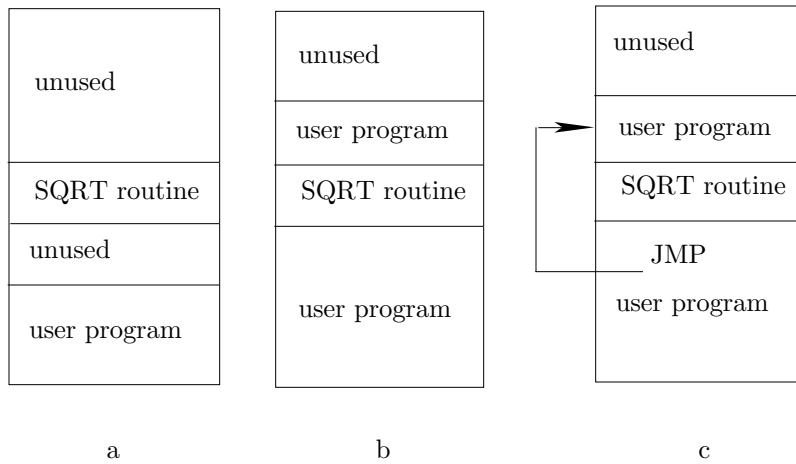 unused
SQRT routine
unused
user program
a
unused
user program
SQRT routine
user program
b
unused
user program
SQRT routine
JMP
user program
c